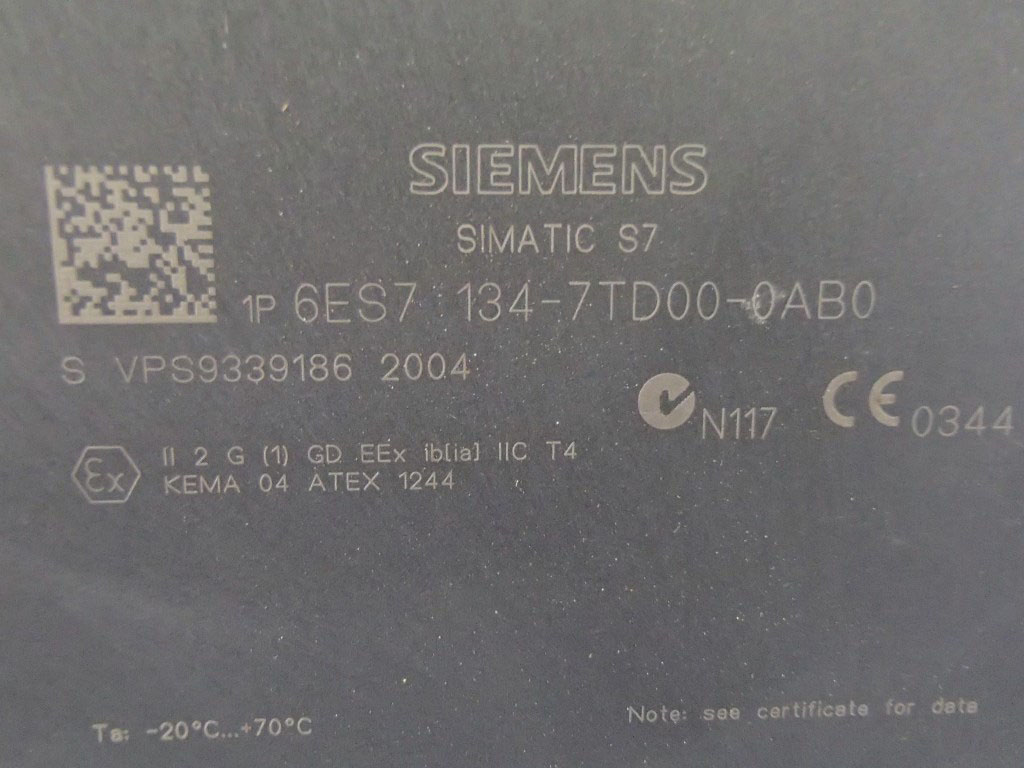 SIEMENS
SIMATIC S7
1P 6ES7 134-7TD00-0AB0
S VPS9339186 2004
N117
CE 0344
Ex
II 2 G (1) GD EEx ib[ia] IIC T4
KEMA 04 ATEX 1244
Ta: -20°C...+70°C
Note: see certificate for data